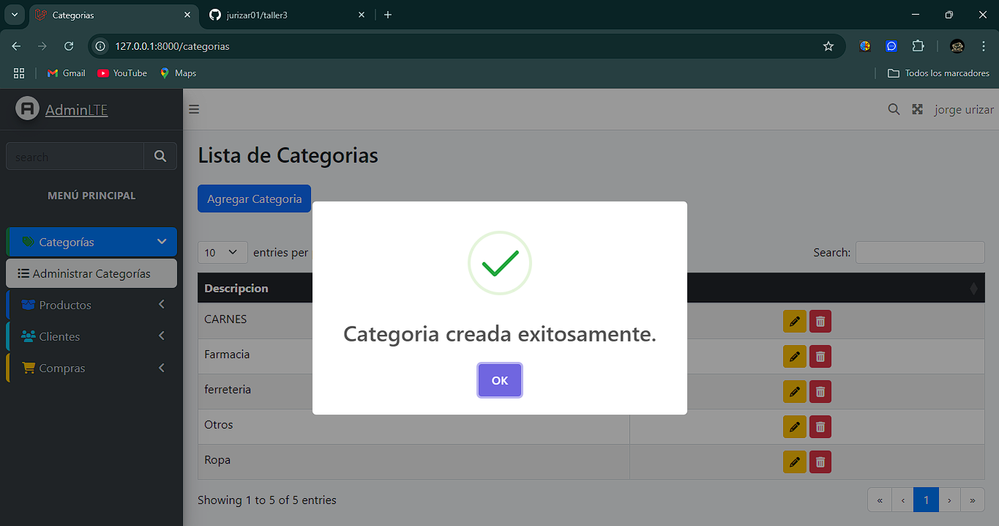 Categorias
jurizar01/taller3
127.0.0.1:8000/categorias
Gmail
YouTube
Maps
Todos los marcadores
AdminLTE
jorge urizar
search
MENÚ PRINCIPAL
Categorías
Administrar Categorías
Productos
Clientes
Compras
Lista de Categorias
Agregar Categoria
10 entries per
Search:
Descripcion
CARNES
Farmacia
ferreteria
Otros
Ropa
Categoria creada exitosamente.
OK
Showing 1 to 5 of 5 entries
« ‹ 1 › »